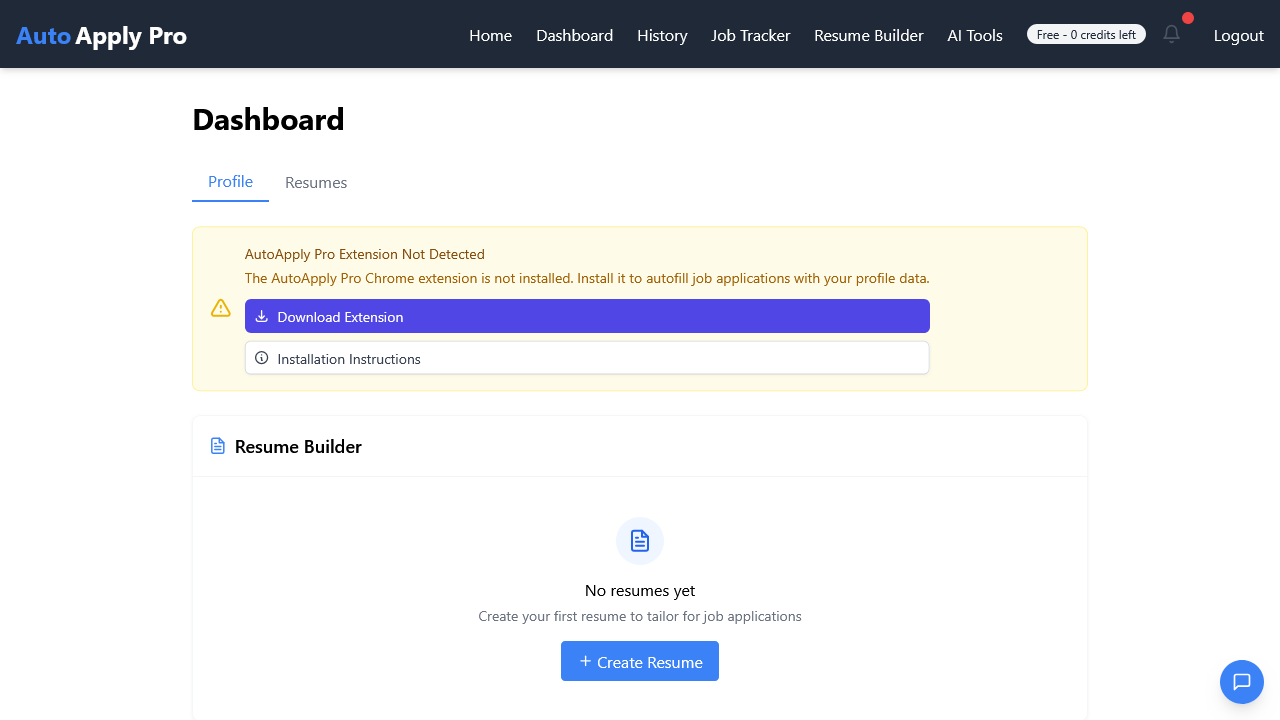 Auto Apply Pro
Home Dashboard History Job Tracker Resume Builder AI Tools Free - 0 credits left Logout
Dashboard
Profile Resumes
AutoApply Pro Extension Not Detected
The AutoApply Pro Chrome extension is not installed. Install it to autofill job applications with your profile data.
Download Extension
Installation Instructions
Resume Builder
No resumes yet
Create your first resume to tailor for job applications
Create Resume